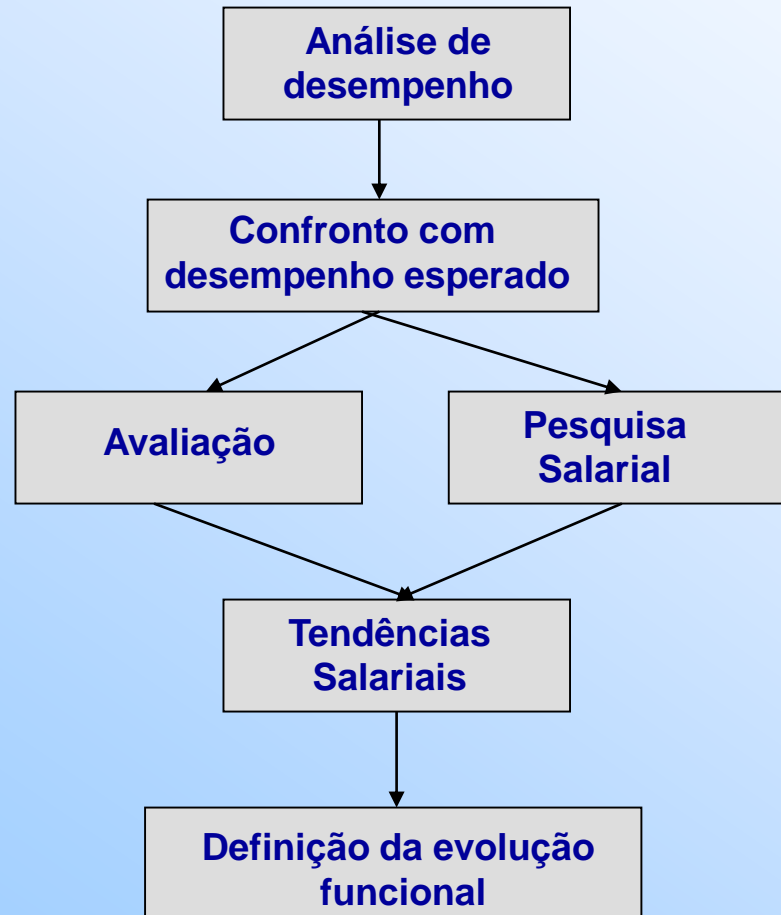 Análise de
desempenho
Confronto com
desempenho esperado
Avaliação
Pesquisa
Salarial
Tendências
Salariais
Definição da evolução
funcional